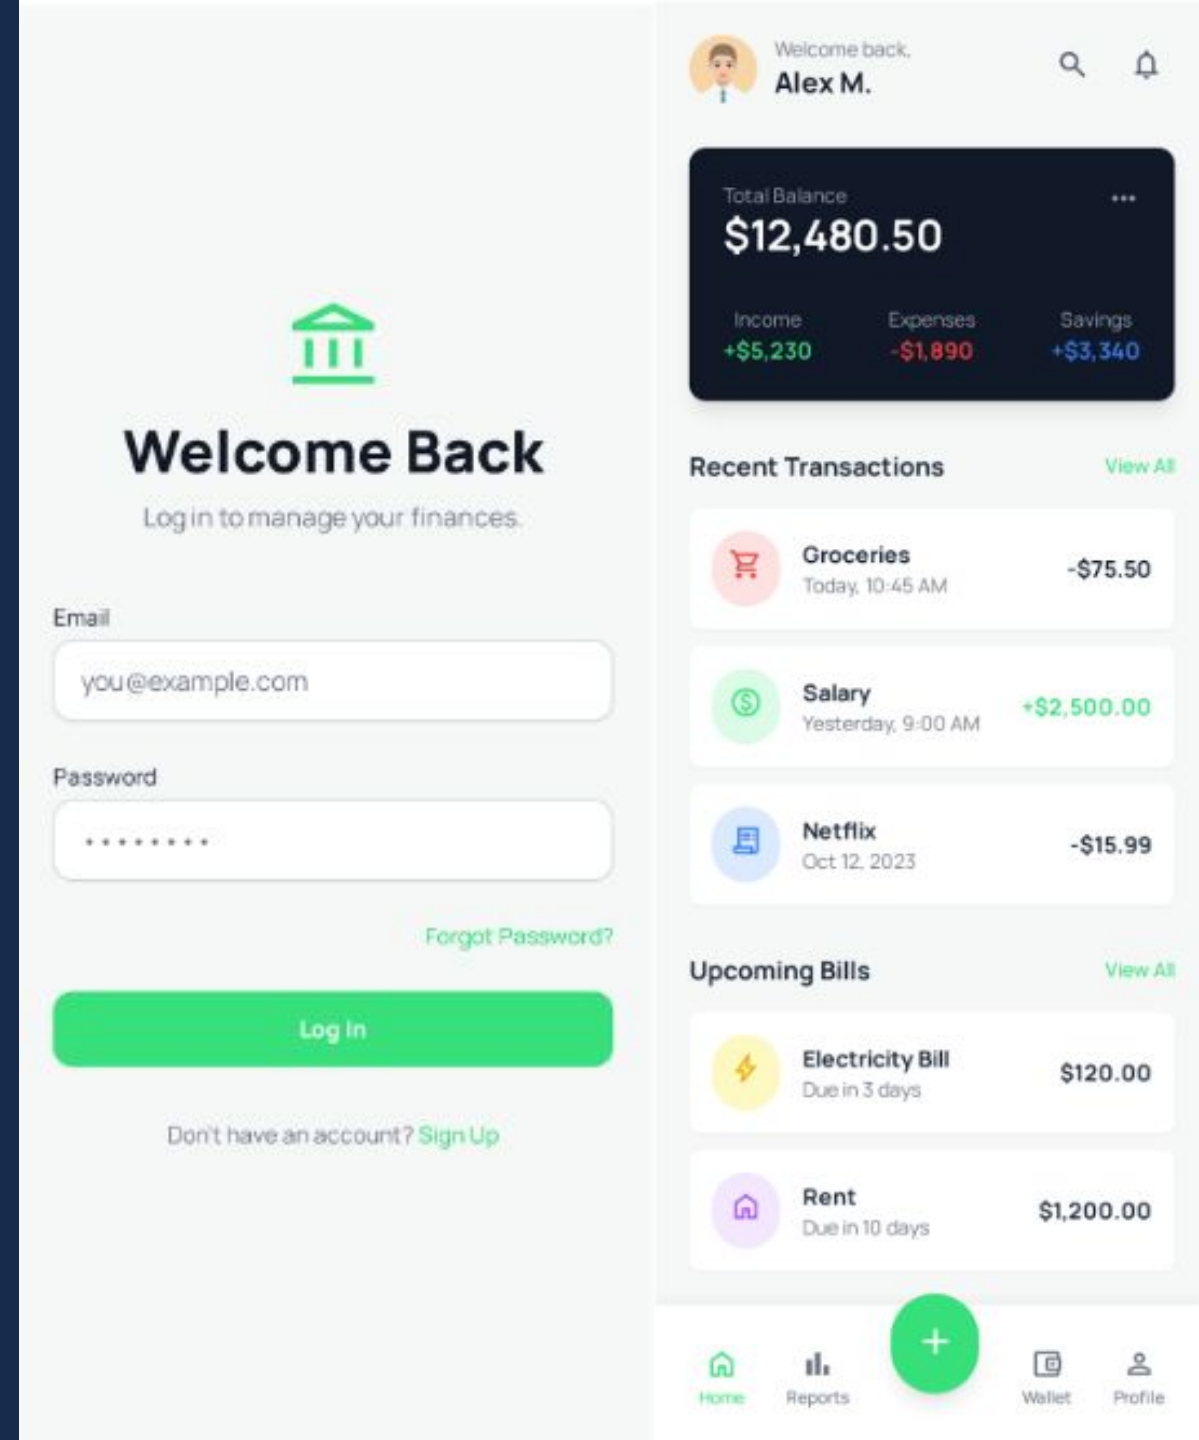 Welcome Back
Log in to manage your finances.
Email
you@example.com
Password
••••••••
Forgot Password?
Log In
Don't have an account? Sign Up
Welcome back,
Alex M.
Total Balance
$12,480.50
Income Expenses Savings
+$5,230 -$1,890 +$3,340
Recent Transactions View All
Groceries
Today, 10:45 AM
-$75.50
Salary
Yesterday, 9:00 AM
+$2,500.00
Netflix
Oct 12, 2023
-$15.99
Upcoming Bills View All
Electricity Bill
Due in 3 days
$120.00
Rent
Due in 10 days
$1,200.00
Home Reports Wallet Profile